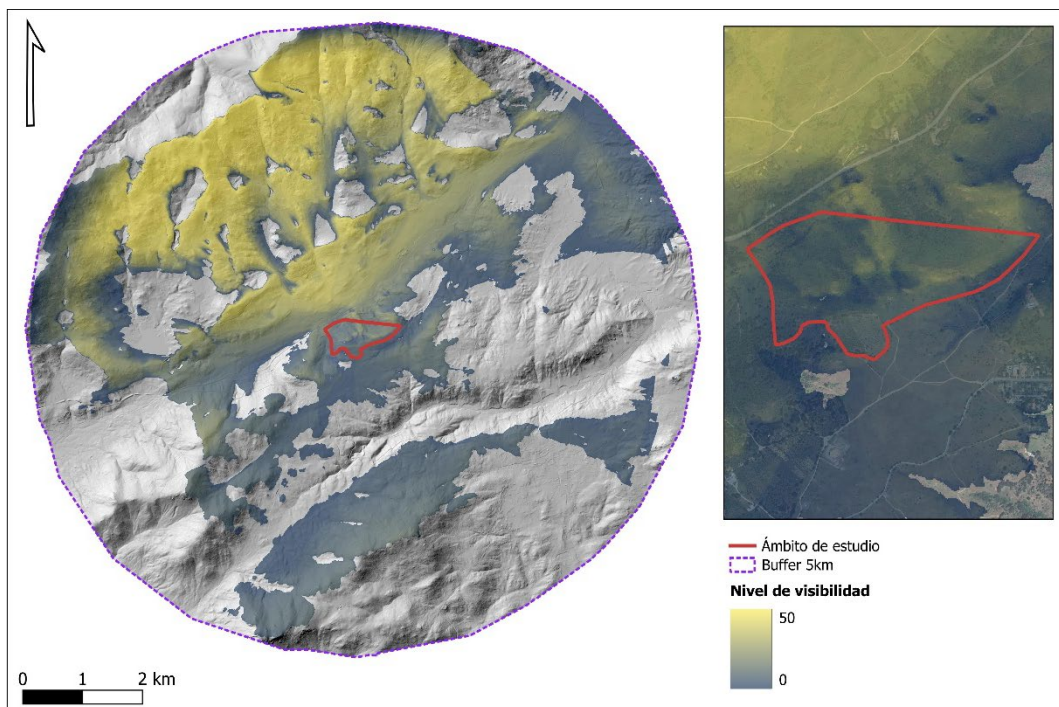 Ámbito de estudio
Buffer 5km
Nivel de visibilidad
50
0
0 1 2 km